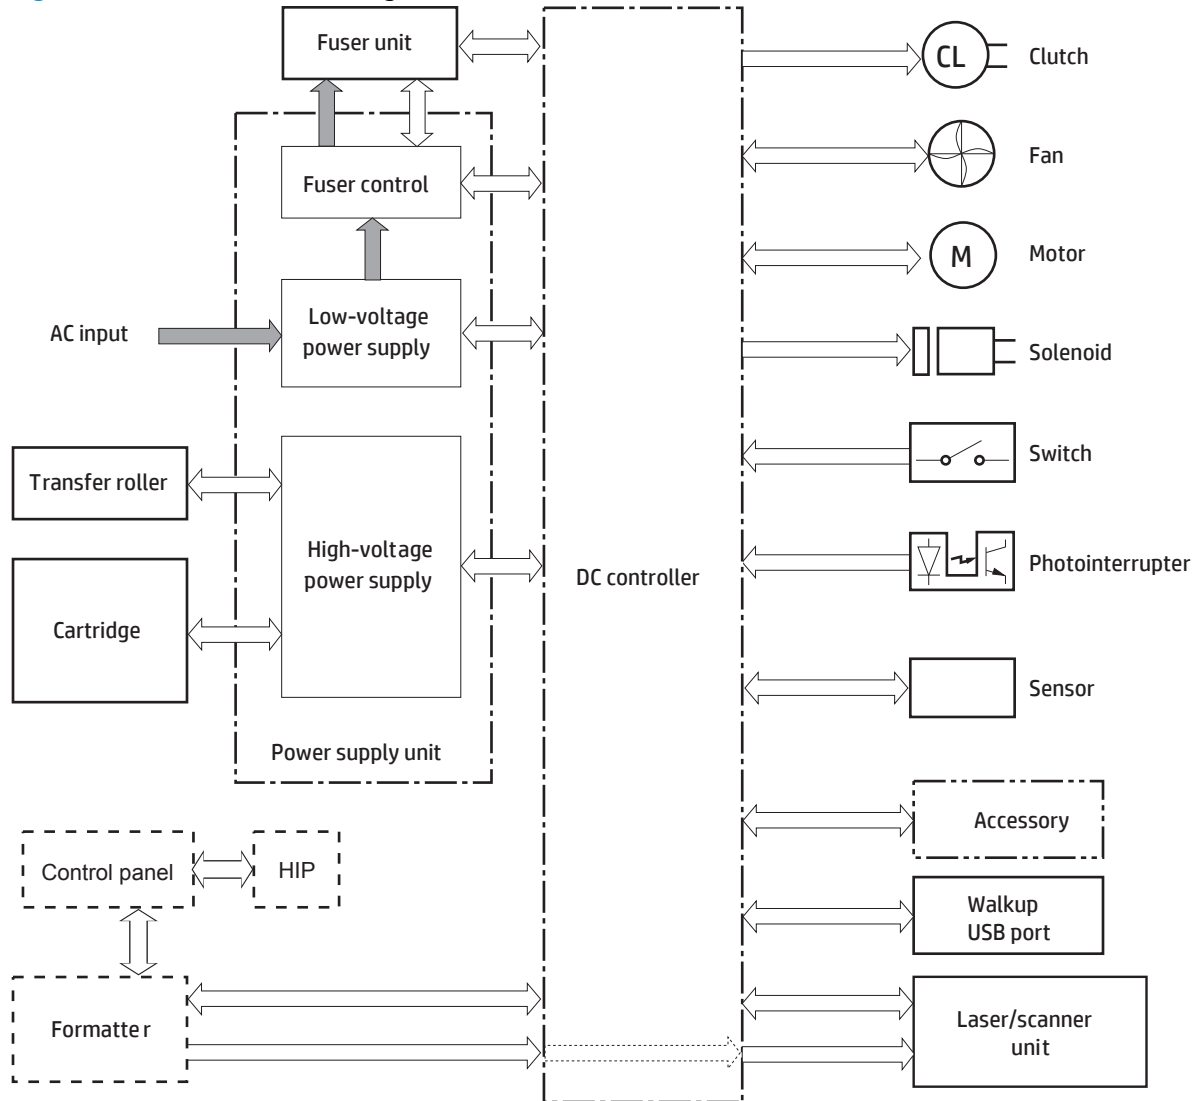 Fuser unit
CL
Clutch
Fan
Fuser control
M
Motor
AC input
Low-voltage
power supply
Solenoid
Switch
Transfer roller
High-voltage
power supply
DC controller
Photointerrupter
Cartridge
Sensor
Power supply unit
Accessory
Control panel
HIP
Walkup
USB port
Formatter
Laser/scanner
unit